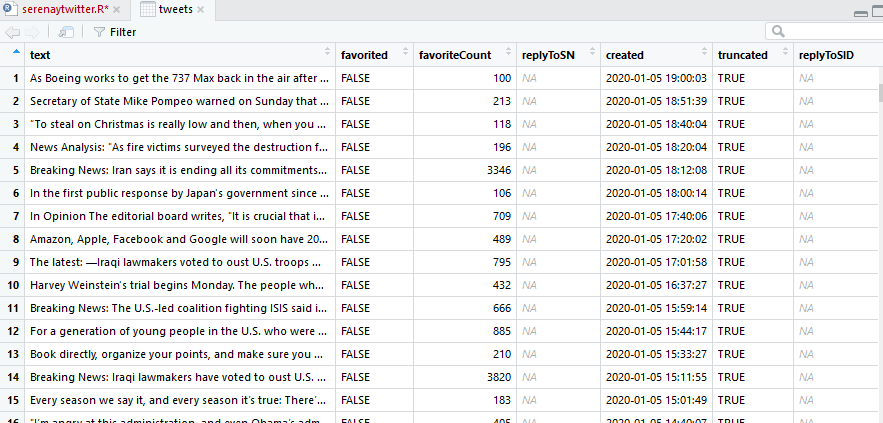 serenaytwitter.R* tweets
Filter
text favorited favoriteCount replyToSN created truncated replyToSID
1 As Boeing works to get the 737 Max back in the air after ... FALSE 100 NA 2020-01-05 19:00:03 TRUE NA
2 Secretary of State Mike Pompeo warned on Sunday that ... FALSE 213 NA 2020-01-05 18:51:39 TRUE NA
3 "To steal on Christmas is really low and then, when you ... FALSE 118 NA 2020-01-05 18:40:04 TRUE NA
4 News Analysis: "As fire victims surveyed the destruction f... FALSE 196 NA 2020-01-05 18:20:04 TRUE NA
5 Breaking News: Iran says it is ending all its commitments... FALSE 3346 NA 2020-01-05 18:12:08 TRUE NA
6 In the first public response by Japan's government since ... FALSE 106 NA 2020-01-05 18:00:14 TRUE NA
7 In Opinion The editorial board writes, "It is crucial that i... FALSE 709 NA 2020-01-05 17:40:06 TRUE NA
8 Amazon, Apple, Facebook and Google will soon have 20... FALSE 489 NA 2020-01-05 17:20:02 TRUE NA
9 The latest: —Iraqi lawmakers voted to oust U.S. troops ... FALSE 795 NA 2020-01-05 17:01:58 TRUE NA
10 Harvey Weinstein's trial begins Monday. The people wh... FALSE 432 NA 2020-01-05 16:37:27 TRUE NA
11 Breaking News: The U.S.-led coalition fighting ISIS said i... FALSE 666 NA 2020-01-05 15:59:14 TRUE NA
12 For a generation of young people in the U.S. who were ... FALSE 885 NA 2020-01-05 15:44:17 TRUE NA
13 Book directly, organize your points, and make sure you ... FALSE 210 NA 2020-01-05 15:33:27 TRUE NA
14 Breaking News: Iraqi lawmakers have voted to oust U.S. ... FALSE 3820 NA 2020-01-05 15:11:55 TRUE NA
15 Every season we say it, and every season it's true: There'... FALSE 183 NA 2020-01-05 15:01:49 TRUE NA
16 "I'm angry at this administration, and even Obama's adm... FALSE 405 NA 2020-01-05 14:40:07 TRUE NA